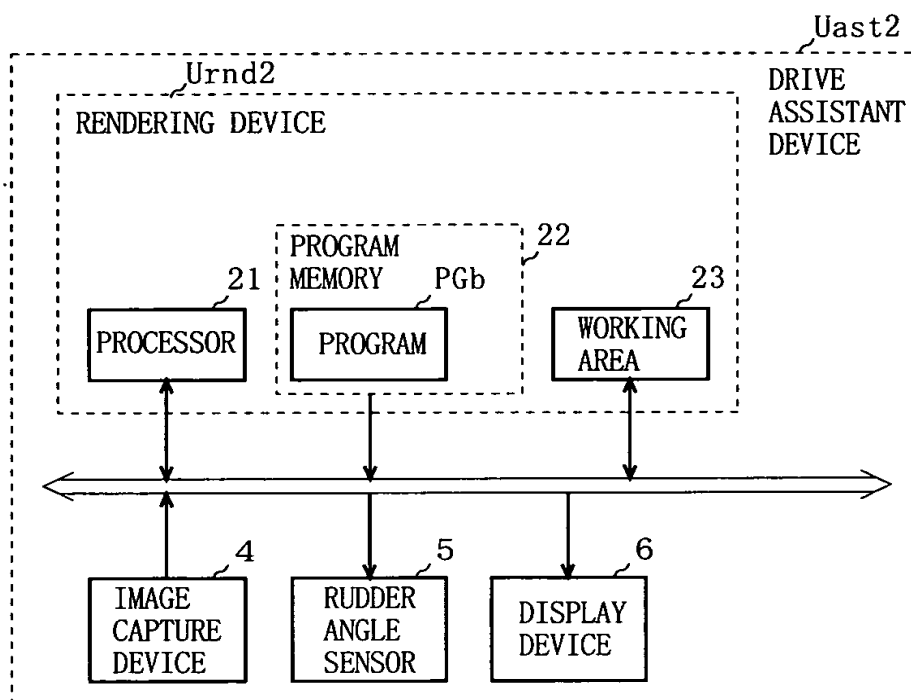 Uast2
Urnd2
DRIVE
ASSISTANT
DEVICE
RENDERING DEVICE
PROGRAM
MEMORY
22
21
PGb
23
PROCESSOR
PROGRAM
WORKING
AREA
4
5
6
IMAGE
CAPTURE
DEVICE
RUDDER
ANGLE
SENSOR
DISPLAY
DEVICE